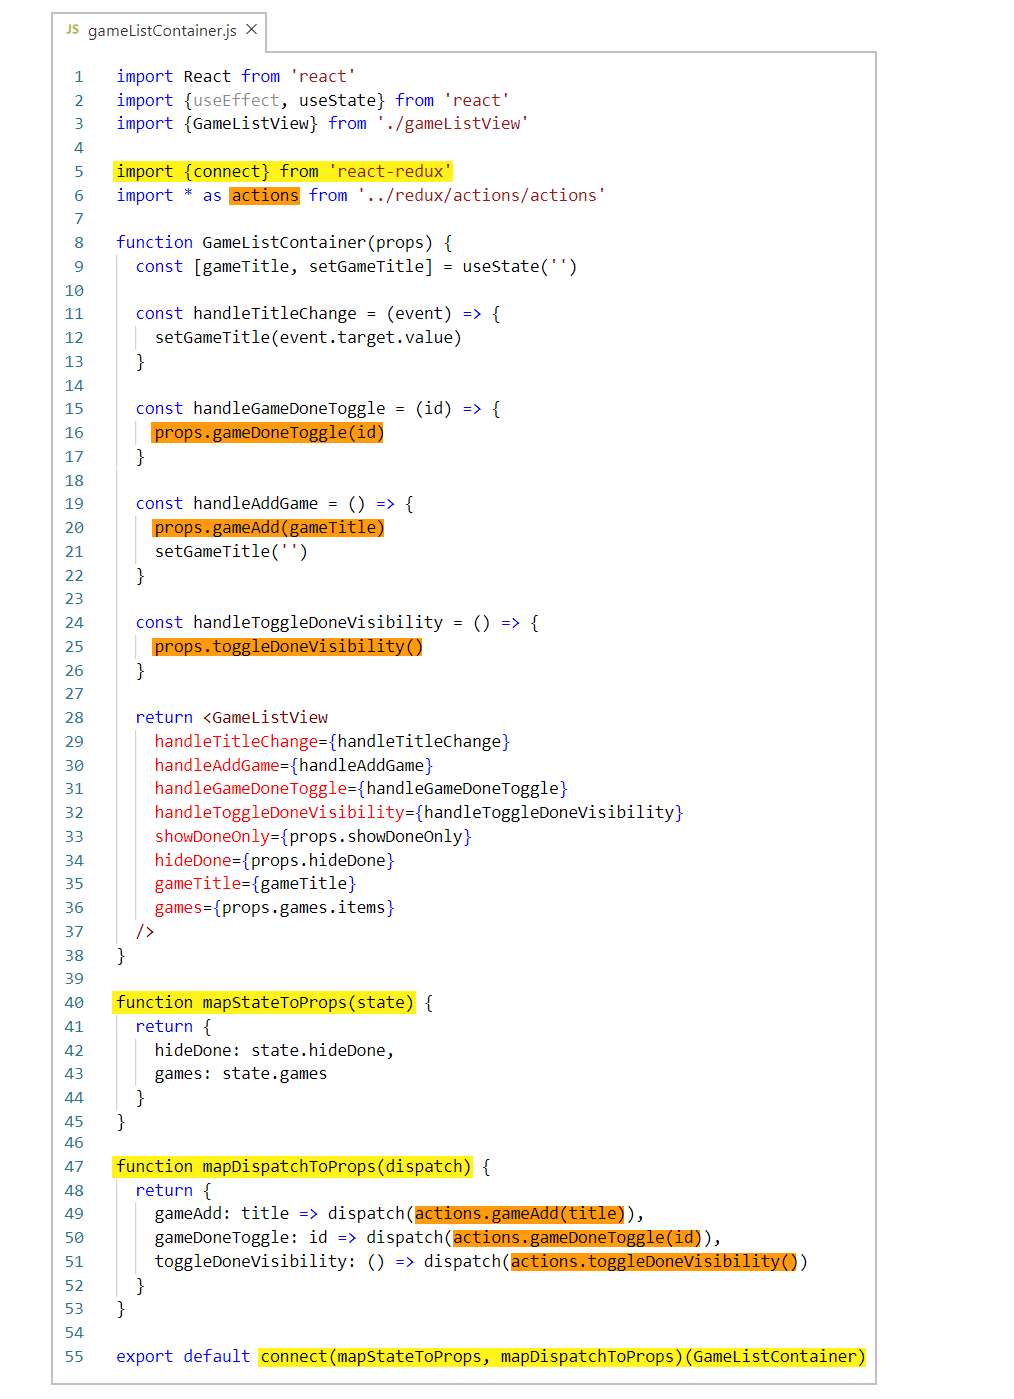 JS gameListContainer.js ×
1 import React from 'react'
2 import {useEffect, useState} from 'react'
3 import {GameListView} from './gameListView'
4
5 import {connect} from 'react-redux'
6 import * as actions from '../redux/actions/actions'
7
8 function GameListContainer(props) {
9 const [gameTitle, setGameTitle] = useState('')
10
11 const handleTitleChange = (event) => {
12 setGameTitle(event.target.value)
13 }
14
15 const handleGameDoneToggle = (id) => {
16 props.gameDoneToggle(id)
17 }
18
19 const handleAddGame = () => {
20 props.gameAdd(gameTitle)
21 setGameTitle('')
22 }
23
24 const handleToggleDoneVisibility = () => {
25 props.toggleDoneVisibility()
26 }
27
28 return <GameListView
29 handleTitleChange={handleTitleChange}
30 handleAddGame={handleAddGame}
31 handleGameDoneToggle={handleGameDoneToggle}
32 handleToggleDoneVisibility={handleToggleDoneVisibility}
33 showDoneOnly={props.showDoneOnly}
34 hideDone={props.hideDone}
35 gameTitle={gameTitle}
36 games={props.games.items}
37 />
38 }
39
40 function mapStateToProps(state) {
41 return {
42 hideDone: state.hideDone,
43 games: state.games
44 }
45 }
46
47 function mapDispatchToProps(dispatch) {
48 return {
49 gameAdd: title => dispatch(actions.gameAdd(title)),
50 gameDoneToggle: id => dispatch(actions.gameDoneToggle(id)),
51 toggleDoneVisibility: () => dispatch(actions.toggleDoneVisibility())
52 }
53 }
54
55 export default connect(mapStateToProps, mapDispatchToProps)(GameListContainer)